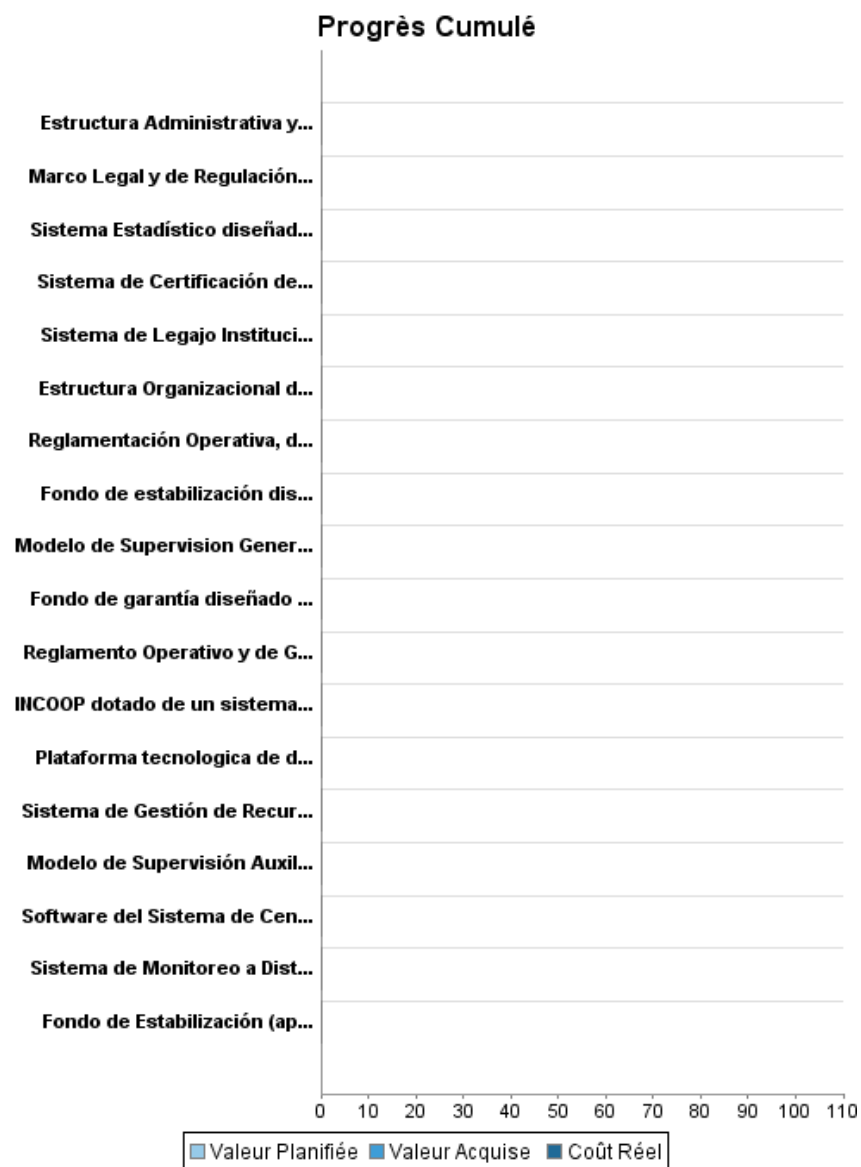 Progrès Cumulé
Estructura Administrativa y...
Marco Legal y de Regulación...
Sistema Estadístico diseñad...
Sistema de Certificación de...
Sistema de Legajo Instituci...
Estructura Organizacional d...
Reglamentación Operativa, d...
Fondo de estabilización dis...
Modelo de Supervision Gener...
Fondo de garantía diseñado ...
Reglamento Operativo y de G...
INCOOP dotado de un sistema...
Plataforma tecnologica de d...
Sistema de Gestión de Recur...
Modelo de Supervisión Auxil...
Software del Sistema de Cen...
Sistema de Monitoreo a Dist...
Fondo de Estabilización (ap...
0 10 20 30 40 50 60 70 80 90 100 110
Valeur Planifiée Valeur Acquise Coût Réel